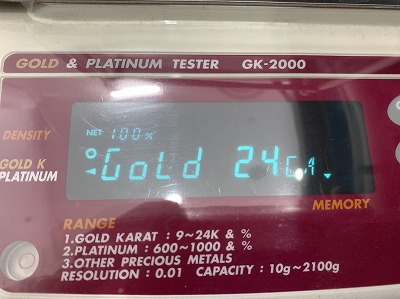 GOLD & PLATINUM TESTER GK-2000
DENSITY
NET 100%
GOLD K
GoLd 24CA
PLATINUM
MEMORY
RANGE
1.GOLD KARAT : 9~24K & %
2.PLATINUM : 600~1000 & %
3.OTHER PRECIOUS METALS
RESOLUTION : 0.01 CAPACITY : 10g~2100g